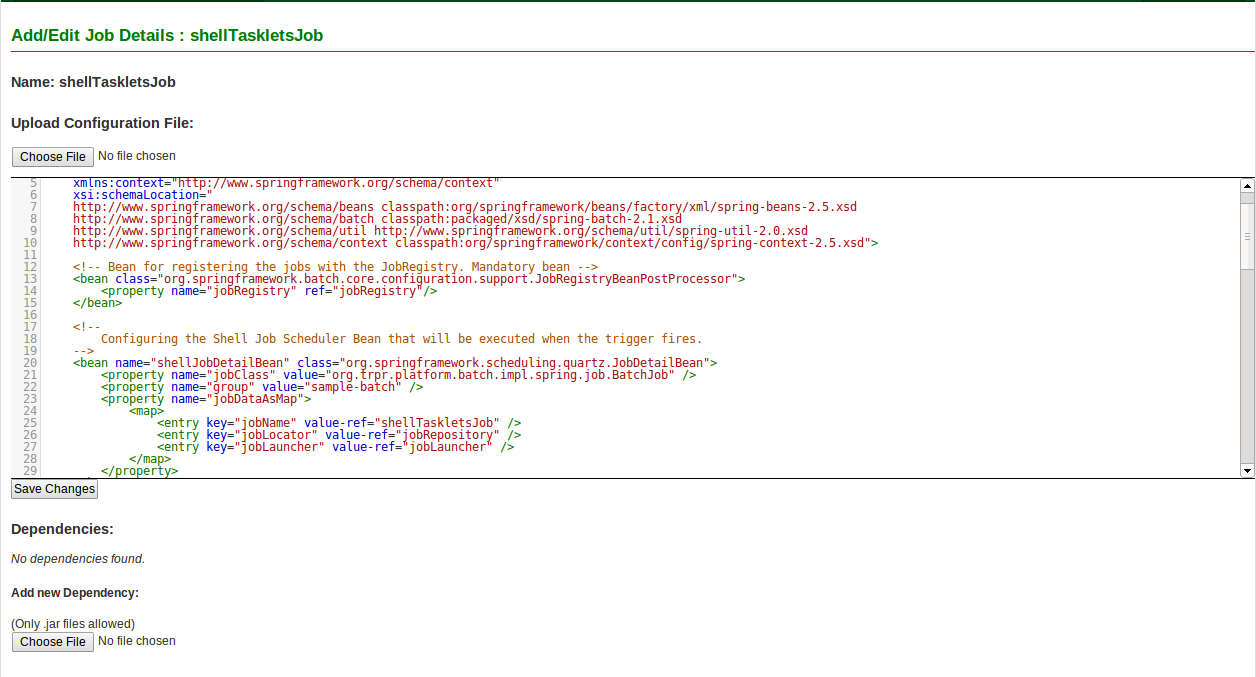 Add/Edit Job Details : shellTaskletsJob
Name: shellTaskletsJob
Upload Configuration File:
Choose File No file chosen
5 xmlns:context="http://www.springframework.org/schema/context"
6 xsi:schemaLocation="
7 http://www.springframework.org/schema/beans classpath:org/springframework/beans/factory/xml/spring-beans-2.5.xsd
8 http://www.springframework.org/schema/batch classpath:packaged/xsd/spring-batch-2.1.xsd
9 http://www.springframework.org/schema/util http://www.springframework.org/schema/util/spring-util-2.0.xsd
10 http://www.springframework.org/schema/context classpath:org/springframework/context/config/spring-context-2.5.xsd">
11
12 <!-- Bean for registering the jobs with the JobRegistry. Mandatory bean -->
13 <bean class="org.springframework.batch.core.configuration.support.JobRegistryBeanPostProcessor">
14 <property name="jobRegistry" ref="jobRegistry"/>
15 </bean>
16
17 <!--
18 Configuring the Shell Job Scheduler Bean that will be executed when the trigger fires.
19 -->
20 <bean name="shellJobDetailBean" class="org.springframework.scheduling.quartz.JobDetailBean">
21 <property name="jobClass" value="org.trpr.platform.batch.impl.spring.job.BatchJob" />
22 <property name="group" value="sample-batch" />
23 <property name="jobDataAsMap">
24 <map>
25 <entry key="jobName" value-ref="shellTaskletsJob" />
26 <entry key="jobLocator" value-ref="jobRepository" />
27 <entry key="jobLauncher" value-ref="jobLauncher" />
28 </map>
29 </property>
Save Changes
Dependencies:
No dependencies found.
Add new Dependency:
(Only .jar files allowed)
Choose File No file chosen